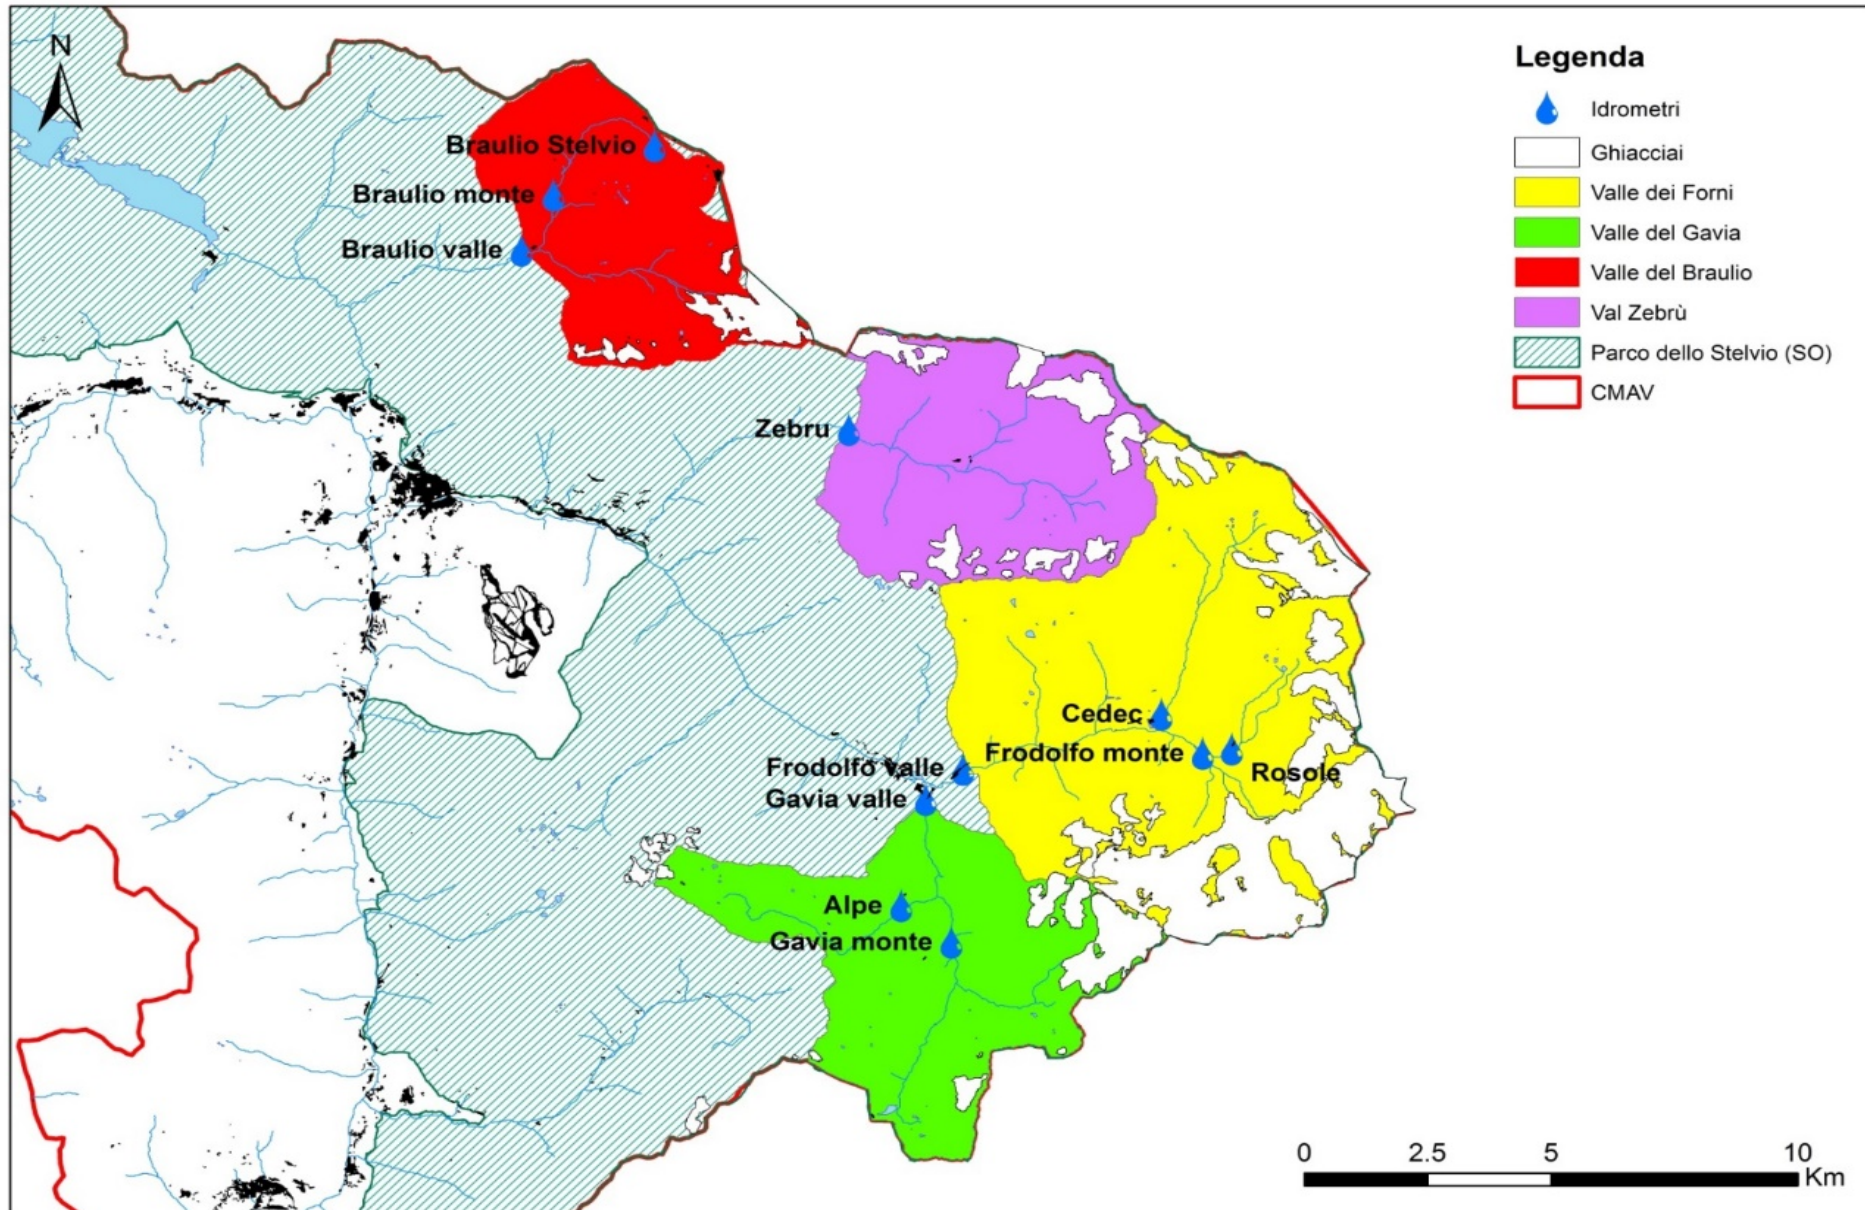 N
Braulio Stelvio
Braulio monte
Braulio valle
Zebru
Cedec
Frodolfo monte
Rosole
Frodolfo valle
Gavia valle
Alpe
Gavia monte
Legenda
Idrometri
Ghiacciai
Valle dei Forni
Valle del Gavia
Valle del Braulio
Val Zebrù
Parco dello Stelvio (SO)
CMAV
0 2.5 5 10
Km